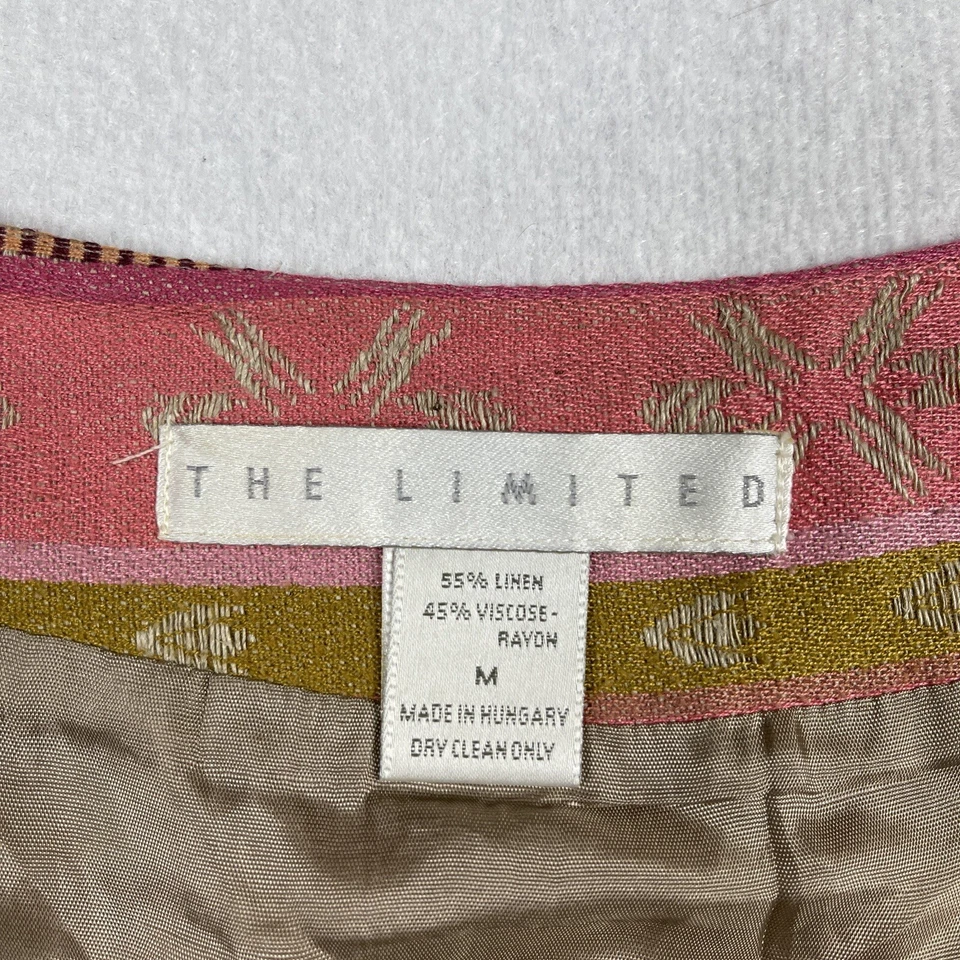 THE LIMITED
55% LINEN
45% VISCOSE-
RAYON
M
MADE IN HUNGARY
DRY CLEAN ONLY